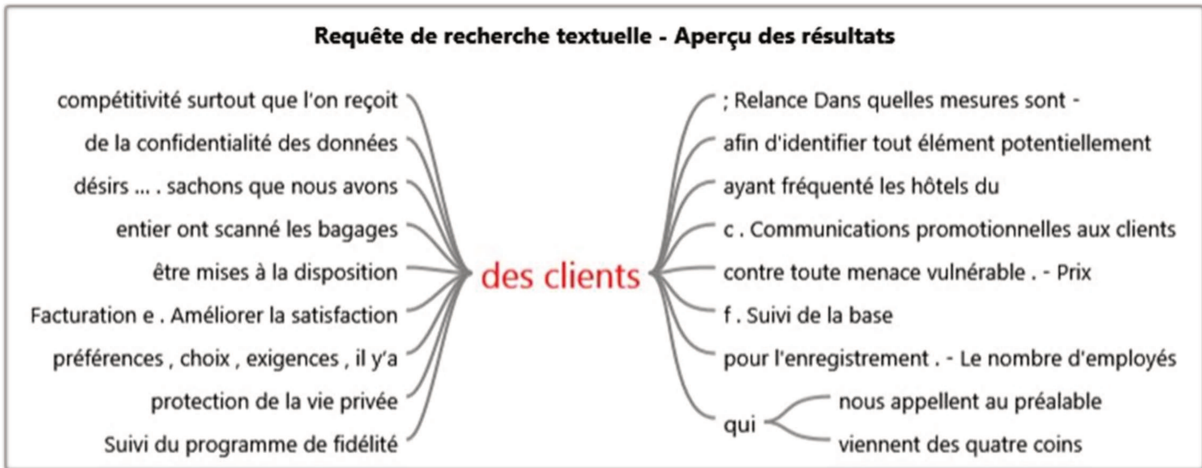 Requête de recherche textuelle - Aperçu des résultats
compétitivité surtout que l'on reçoit
de la confidentialité des données
désirs ... . sachons que nous avons
entier ont scanné les bagages
être mises à la disposition
Facturation e . Améliorer la satisfaction
préférences , choix , exigences , il y'a
protection de la vie privée
Suivi du programme de fidélité
des clients
; Relance Dans quelles mesures sont -
afin d'identifier tout élément potentiellement
ayant fréquenté les hôtels du
c . Communications promotionnelles aux clients
contre toute menace vulnérable . - Prix
f . Suivi de la base
pour l'enregistrement . - Le nombre d'employés
qui
nous appellent au préalable
viennent des quatre coins